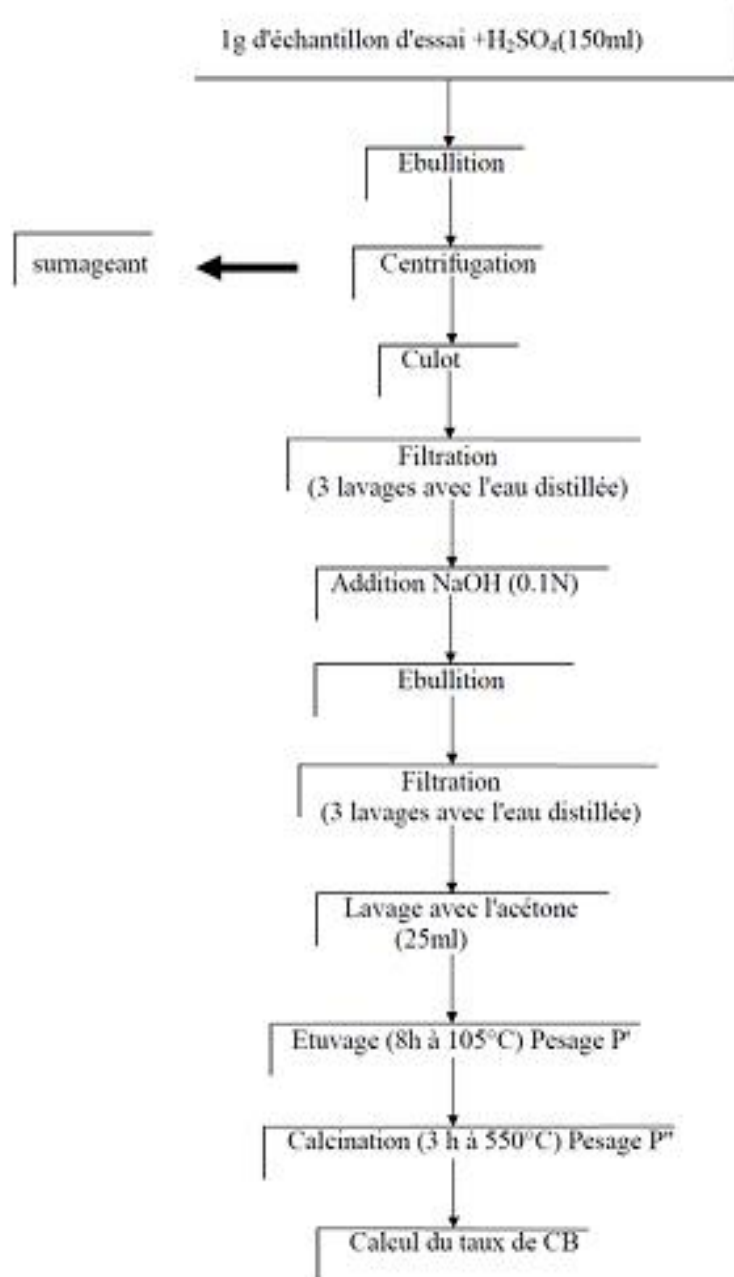 1g d'échantillon d'essai +H₂SO₄(150ml)
Ebullition
surnageant
Centrifugation
Culot
Filtration
(3 lavages avec l'eau distillée)
Addition NaOH (0.1N)
Ebullition
Filtration
(3 lavages avec l'eau distillée)
Lavage avec l'acétone
(25ml)
Etuvage (8h à 105°C) Pesage P'
Calcination (3 h à 550°C) Pesage P"
Calcul du taux de CB